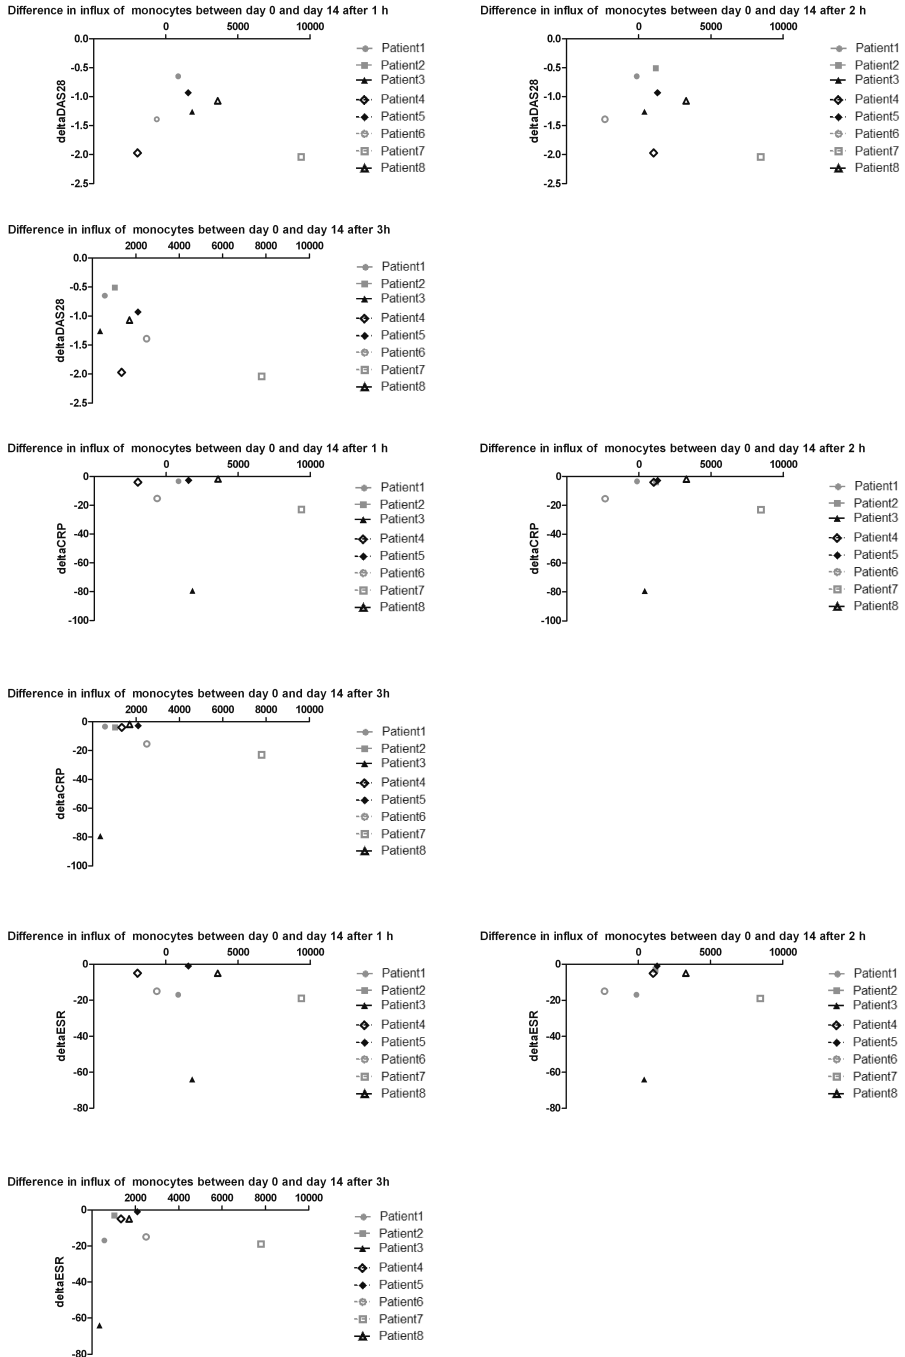 Difference in influx of monocytes between day 0 and day 14 after 1 h
0 5000 10000
0.0
-0.5
-1.0
-1.5
-2.0
-2.5
deltaDAS28
Patient1
Patient2
Patient3
Patient4
Patient5
Patient6
Patient7
Patient8
Difference in influx of monocytes between day 0 and day 14 after 2 h
0 5000 10000
0.0
-0.5
-1.0
-1.5
-2.0
-2.5
deltaDAS28
Patient1
Patient2
Patient3
Patient4
Patient5
Patient6
Patient7
Patient8
Difference in influx of monocytes between day 0 and day 14 after 3h
2000 4000 6000 8000 10000
0.0
-0.5
-1.0
-1.5
-2.0
-2.5
deltaDAS28
Patient1
Patient2
Patient3
Patient4
Patient5
Patient6
Patient7
Patient8
Difference in influx of monocytes between day 0 and day 14 after 1 h
0 5000 10000
0
-20
-40
-60
-80
-100
deltaCRP
Patient1
Patient2
Patient3
Patient4
Patient5
Patient6
Patient7
Patient8
Difference in influx of monocytes between day 0 and day 14 after 2 h
0 5000 10000
0
-20
-40
-60
-80
-100
deltaCRP
Patient1
Patient2
Patient3
Patient4
Patient5
Patient6
Patient7
Patient8
Difference in influx of monocytes between day 0 and day 14 after 3h
2000 4000 6000 8000 10000
0
-20
-40
-60
-80
-100
deltaCRP
Patient1
Patient2
Patient3
Patient4
Patient5
Patient6
Patient7
Patient8
Difference in influx of monocytes between day 0 and day 14 after 1 h
0 5000 10000
0
-20
-40
-60
-80
deltaESR
Patient1
Patient2
Patient3
Patient4
Patient5
Patient6
Patient7
Patient8
Difference in influx of monocytes between day 0 and day 14 after 2 h
0 5000 10000
0
-20
-40
-60
-80
deltaESR
Patient1
Patient2
Patient3
Patient4
Patient5
Patient6
Patient7
Patient8
Difference in influx of monocytes between day 0 and day 14 after 3h
2000 4000 6000 8000 10000
0
-20
-40
-60
-80
deltaESR
Patient1
Patient2
Patient3
Patient4
Patient5
Patient6
Patient7
Patient8